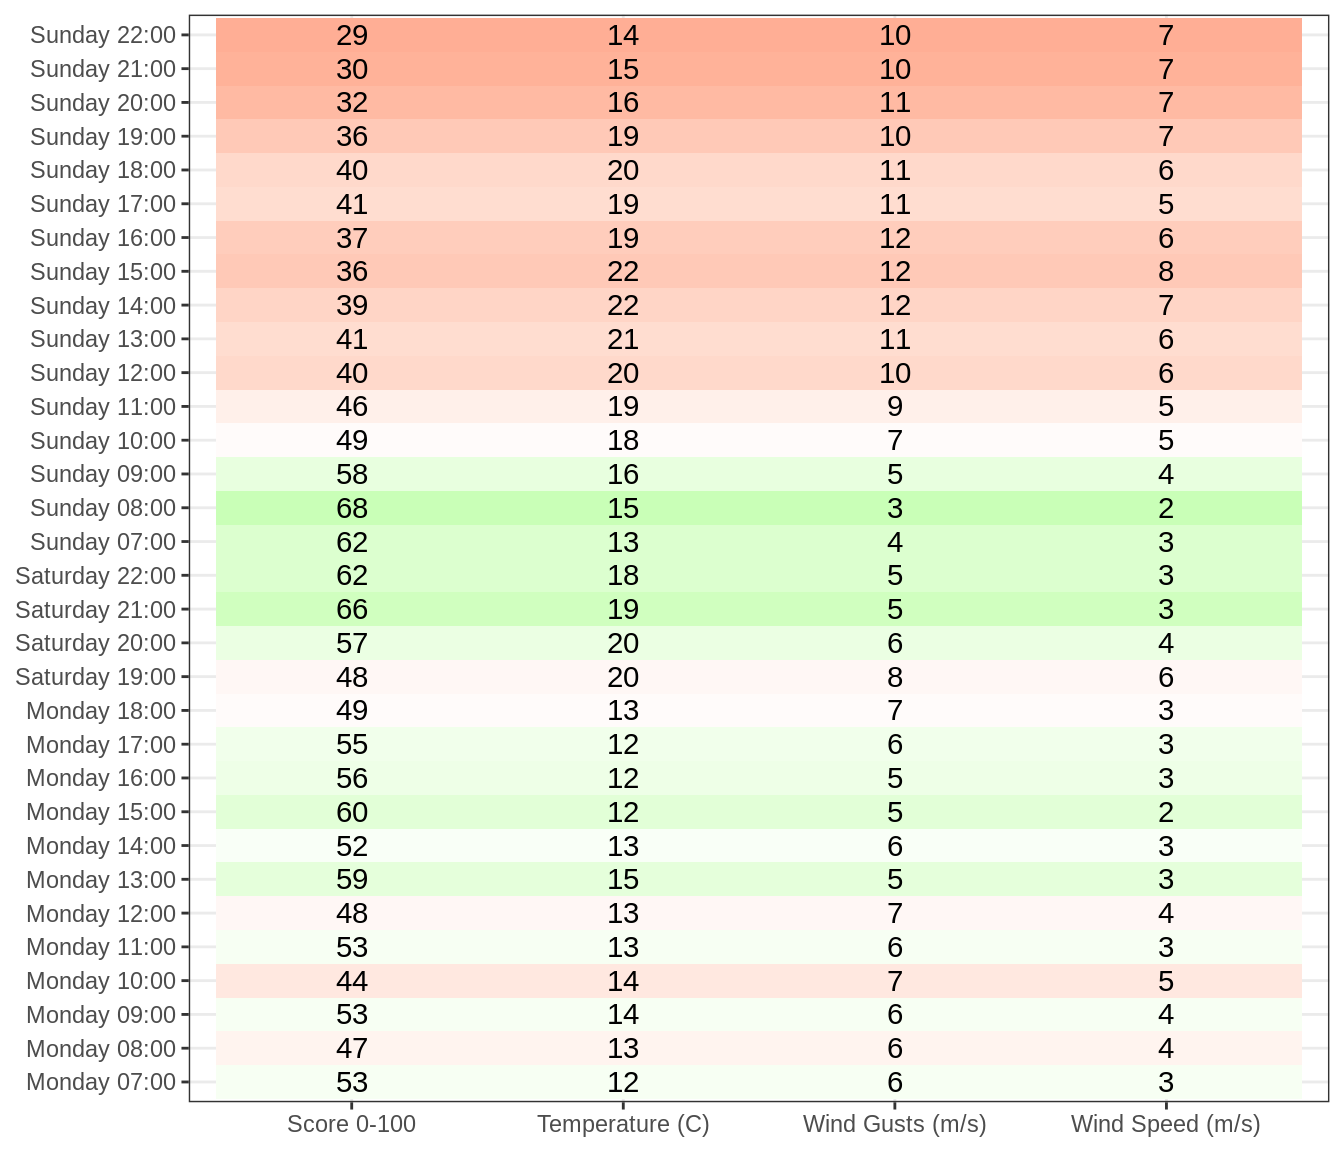 Sunday 22:00 29 14 10 7
Sunday 21:00 30 15 10 7
Sunday 20:00 32 16 11 7
Sunday 19:00 36 19 10 7
Sunday 18:00 40 20 11 6
Sunday 17:00 41 19 11 5
Sunday 16:00 37 19 12 6
Sunday 15:00 36 22 12 8
Sunday 14:00 39 22 12 7
Sunday 13:00 41 21 11 6
Sunday 12:00 40 20 10 6
Sunday 11:00 46 19 9 5
Sunday 10:00 49 18 7 5
Sunday 09:00 58 16 5 4
Sunday 08:00 68 15 3 2
Sunday 07:00 62 13 4 3
Saturday 22:00 62 18 5 3
Saturday 21:00 66 19 5 3
Saturday 20:00 57 20 6 4
Saturday 19:00 48 20 8 6
Monday 18:00 49 13 7 3
Monday 17:00 55 12 6 3
Monday 16:00 56 12 5 3
Monday 15:00 60 12 5 2
Monday 14:00 52 13 6 3
Monday 13:00 59 15 5 3
Monday 12:00 48 13 7 4
Monday 11:00 53 13 6 3
Monday 10:00 44 14 7 5
Monday 09:00 53 14 6 4
Monday 08:00 47 13 6 4
Monday 07:00 53 12 6 3
Score 0-100 Temperature (C) Wind Gusts (m/s) Wind Speed (m/s)